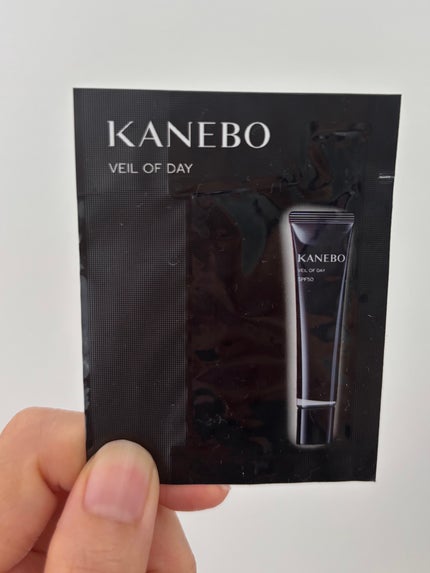 KANEBO
VEIL OF DAY
KANEBO
VEIL OF DAY
SPF50